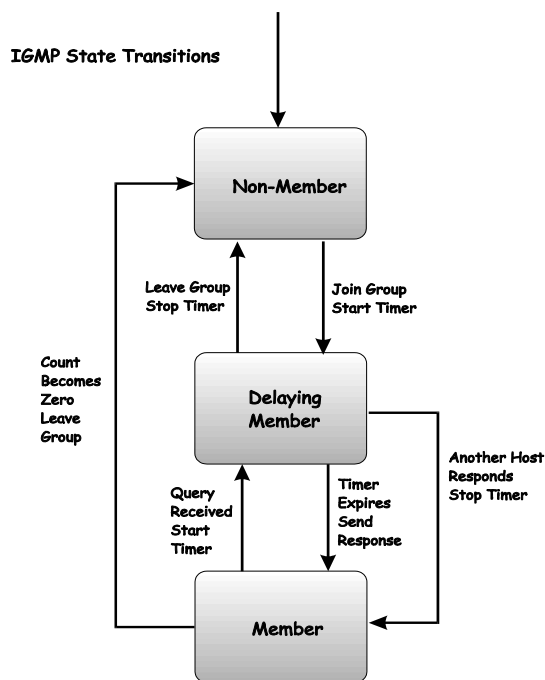 IGMP State Transitions
Non-Member
Leave Group
Stop Timer
Join Group
Start Timer
Count
Becomes
Zero
Leave
Group
Delaying
Member
Another Host
Responds
Stop Timer
Query
Received
Start
Timer
Timer
Expires
Send
Response
Member